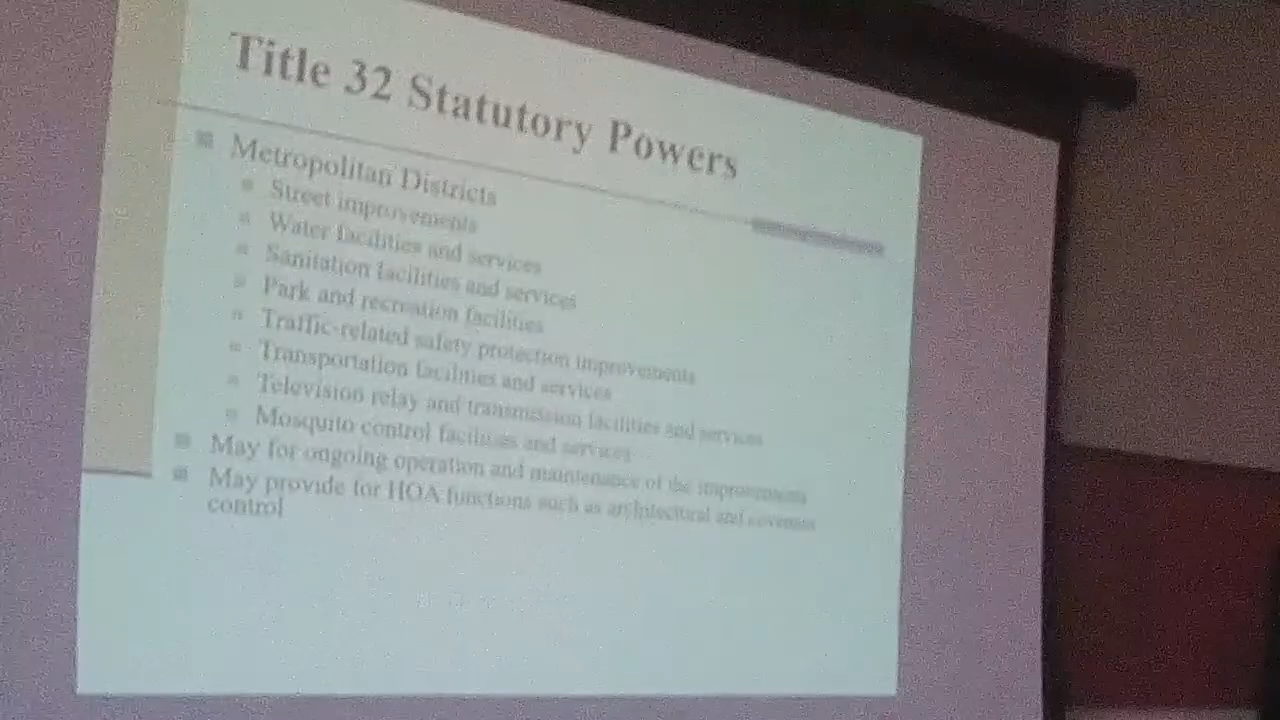 Title 32 Statutory Powers
Metropolitan Districts
Street improvements
Water facilities and services
Sanitation facilities and services
Park and recreation facilities
Traffic-related safety protection improvements
Transportation facilities and services
Television relay and transmission facilities and services
Mosquito control facilities and services
May for ongoing operation and maintenance of the improvements
May provide for HOA functions such as architectural and covenant
control